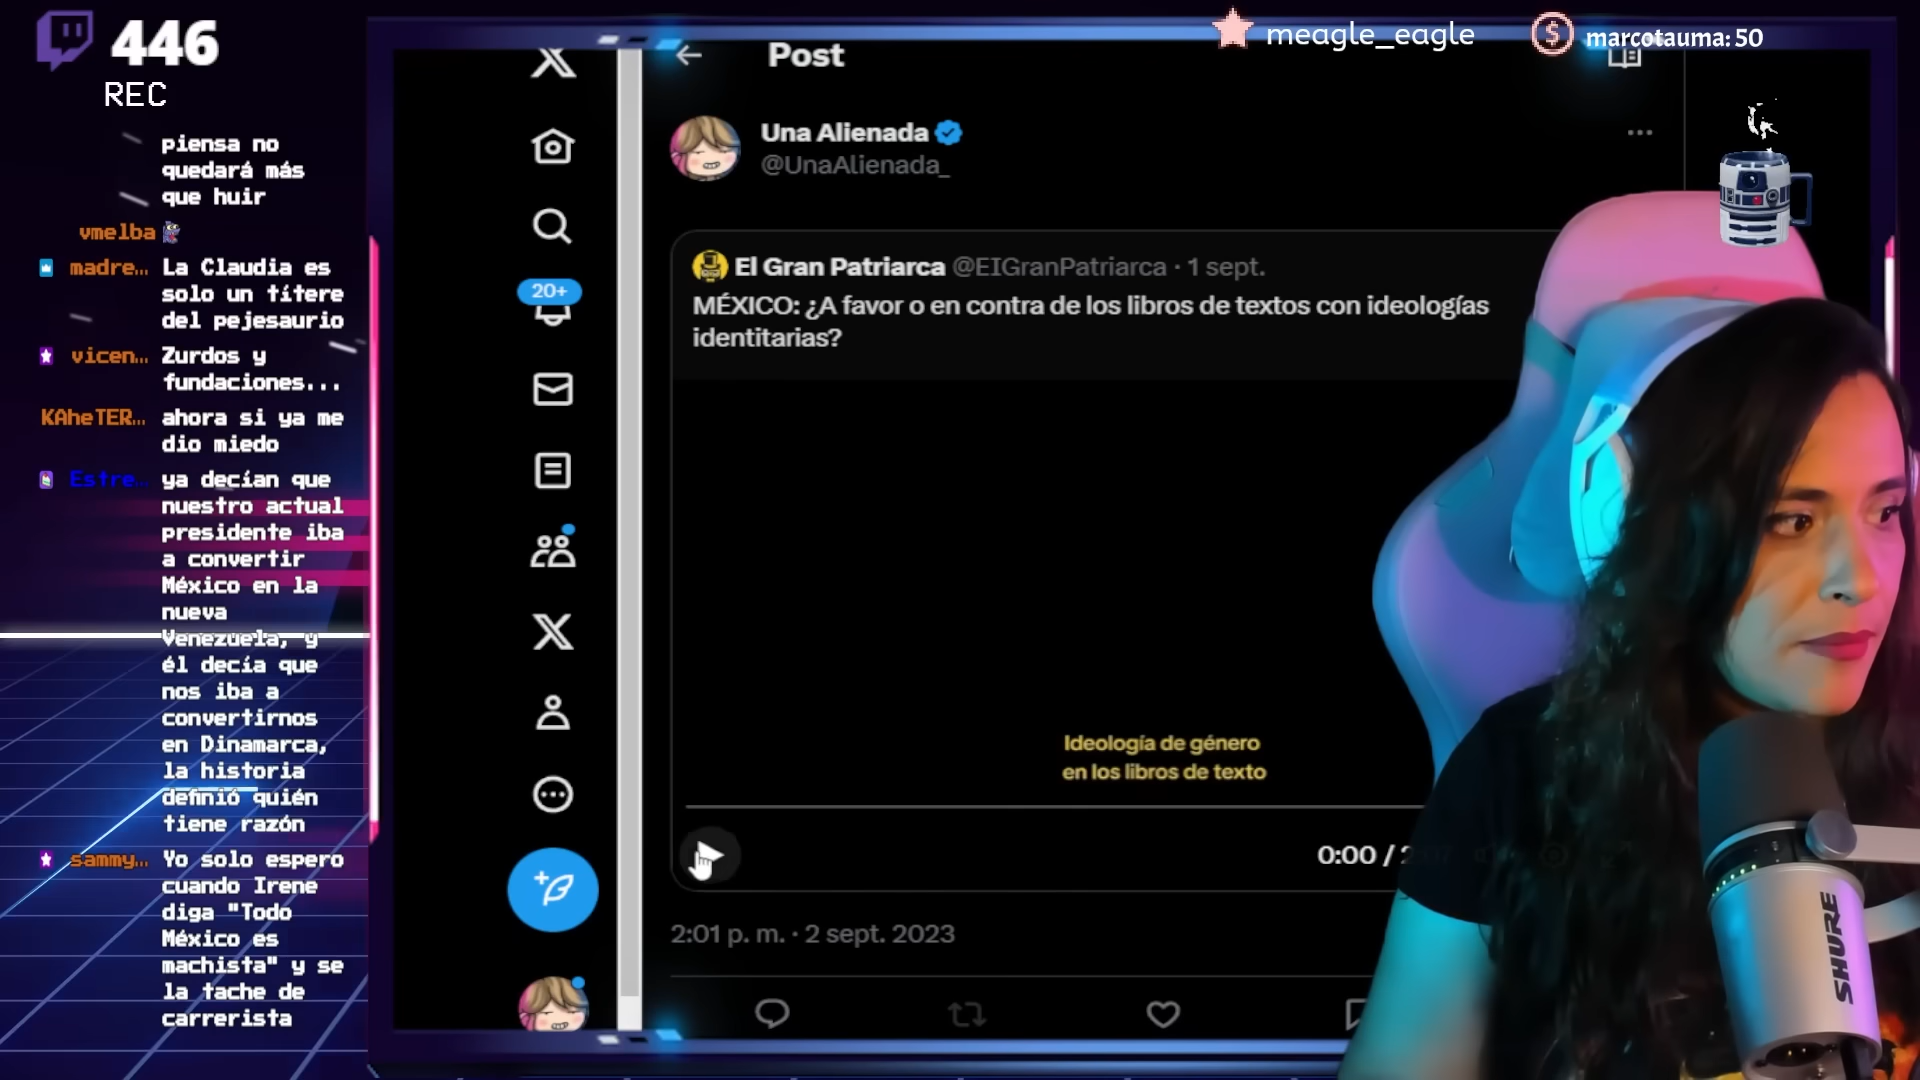 446
REC
piensa no
quedará más
que huir
vmelba
madre... La Claudia es
solo un títere
del pejesaurio
vicen... Zurdos y
fundaciones...
KAheTER... ahora si ya me
dio miedo
Estre... ya decían que
nuestro actual
presidente iba
a convertir
México en la
nueva
Venezuela, y
él decía que
nos iba a
convertirnos
en Dinamarca,
la historia
definió quién
tiene razón
sammy... Yo solo espero
cuando Irene
diga "Todo
México es
machista" y se
la tache de
carrerista
meagle_eagle
marcotauma: 50
Post
Una Alienada
@UnaAlienada_
20+
El Gran Patriarca @ElGranPatriarca · 1 sept.
MÉXICO: ¿A favor o en contra de los libros de textos con ideologías
identitarias?
Ideología de género
en los libros de texto
0:00 /
2:01 p. m. · 2 sept. 2023
SHURE